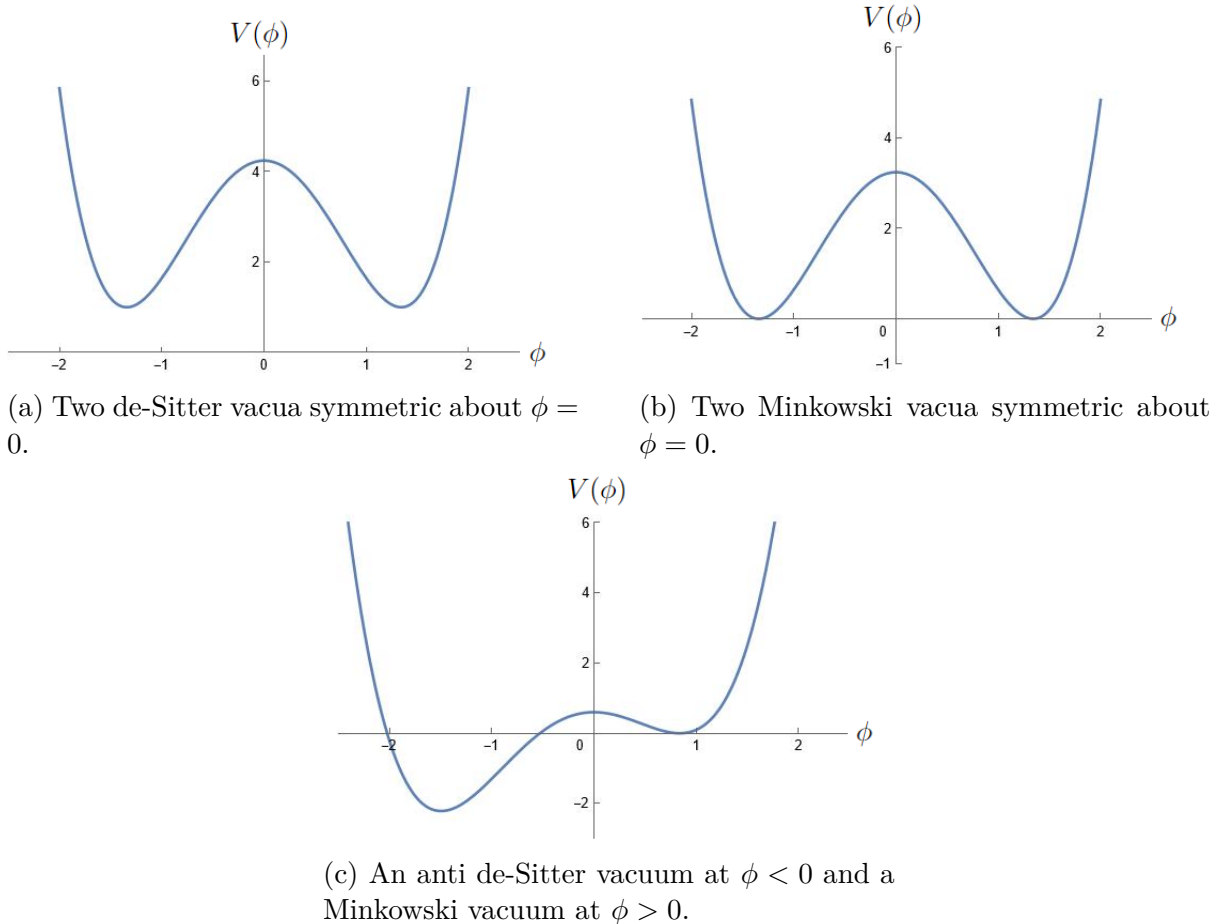 V(ϕ)
6
4
2
−2
−1
0
1
2
ϕ
(a) Two de-Sitter vacua symmetric about ϕ =
0.
V(ϕ)
6
4
2
−2
−1
0
1
2
ϕ
−1
(b) Two Minkowski vacua symmetric about
ϕ = 0.
V(ϕ)
6
4
2
−2
−1
0
1
2
ϕ
−2
(c) An anti de-Sitter vacuum at ϕ < 0 and a
Minkowski vacuum at ϕ > 0.